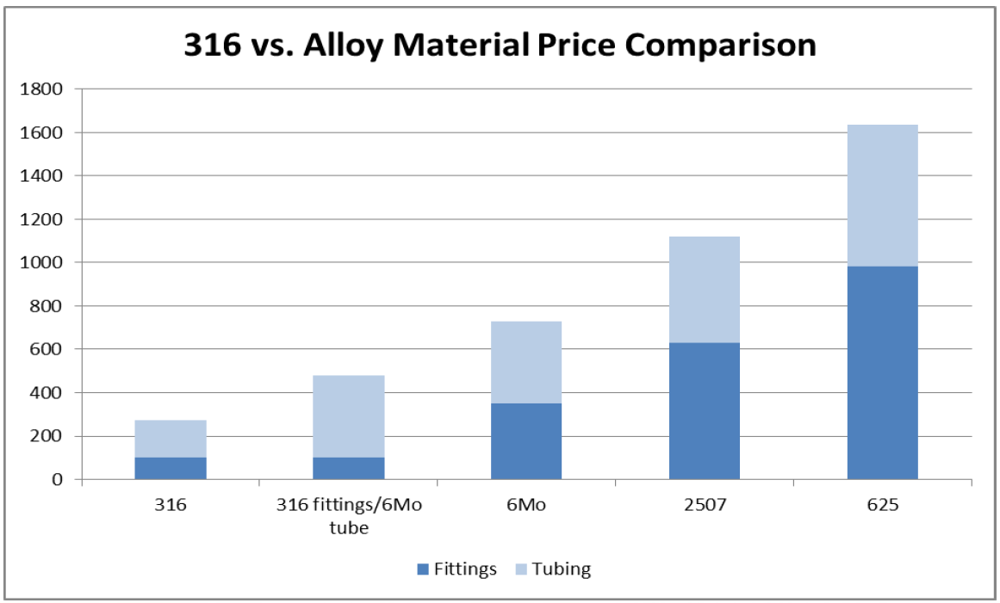 316 vs. Alloy Material Price Comparison
1800
1600
1400
1200
1000
800
600
400
200
0
316
316 fittings/6Mo
tube
6Mo
2507
625
Fittings
Tubing